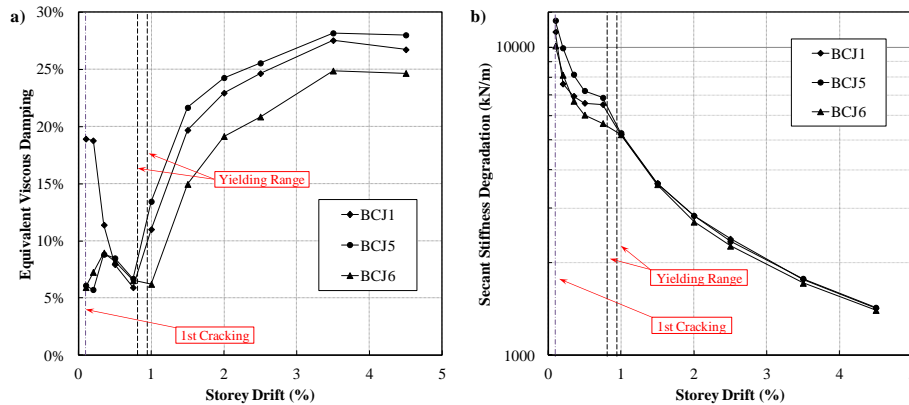 a)
Equivalent Viscous Damping
30%
25%
20%
15%
10%
5%
0%
0
1
2
3
4
5
Storey Drift (%)
Yielding Range
BCJ1
BCJ5
BCJ6
1st Cracking
b)
Secant Stiffness Degradation (kN/m)
10000
1000
0
1
2
3
4
Storey Drift (%)
BCJ1
BCJ5
BCJ6
Yielding Range
1st Cracking